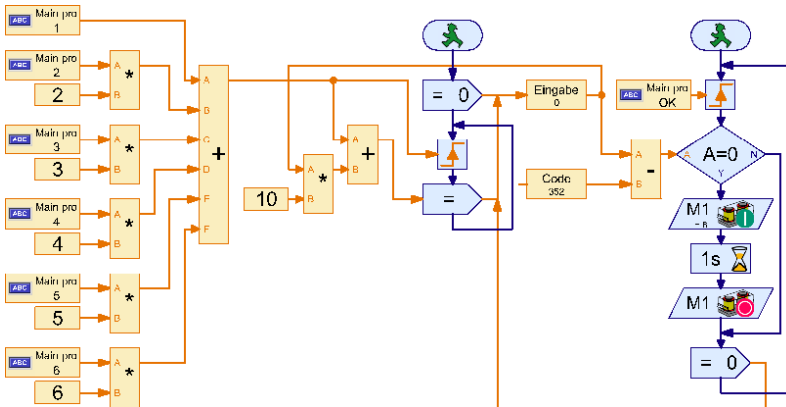 ABC Main pro
1
ABC Main pro
2
A
B
*
2
ABC Main pro
3
A
B
*
3
ABC Main pro
4
A
B
*
4
ABC Main pro
5
A
B
*
5
ABC Main pro
6
A
B
*
6
A
B
C
D
E
F
+
10
A
B
*
A
B
+
= 0
=
Eingabe
0
Code
352
A
B
-
ABC Main pro
OK
A
A=0
N
Y
M1
= 8
1s
M1
= 0